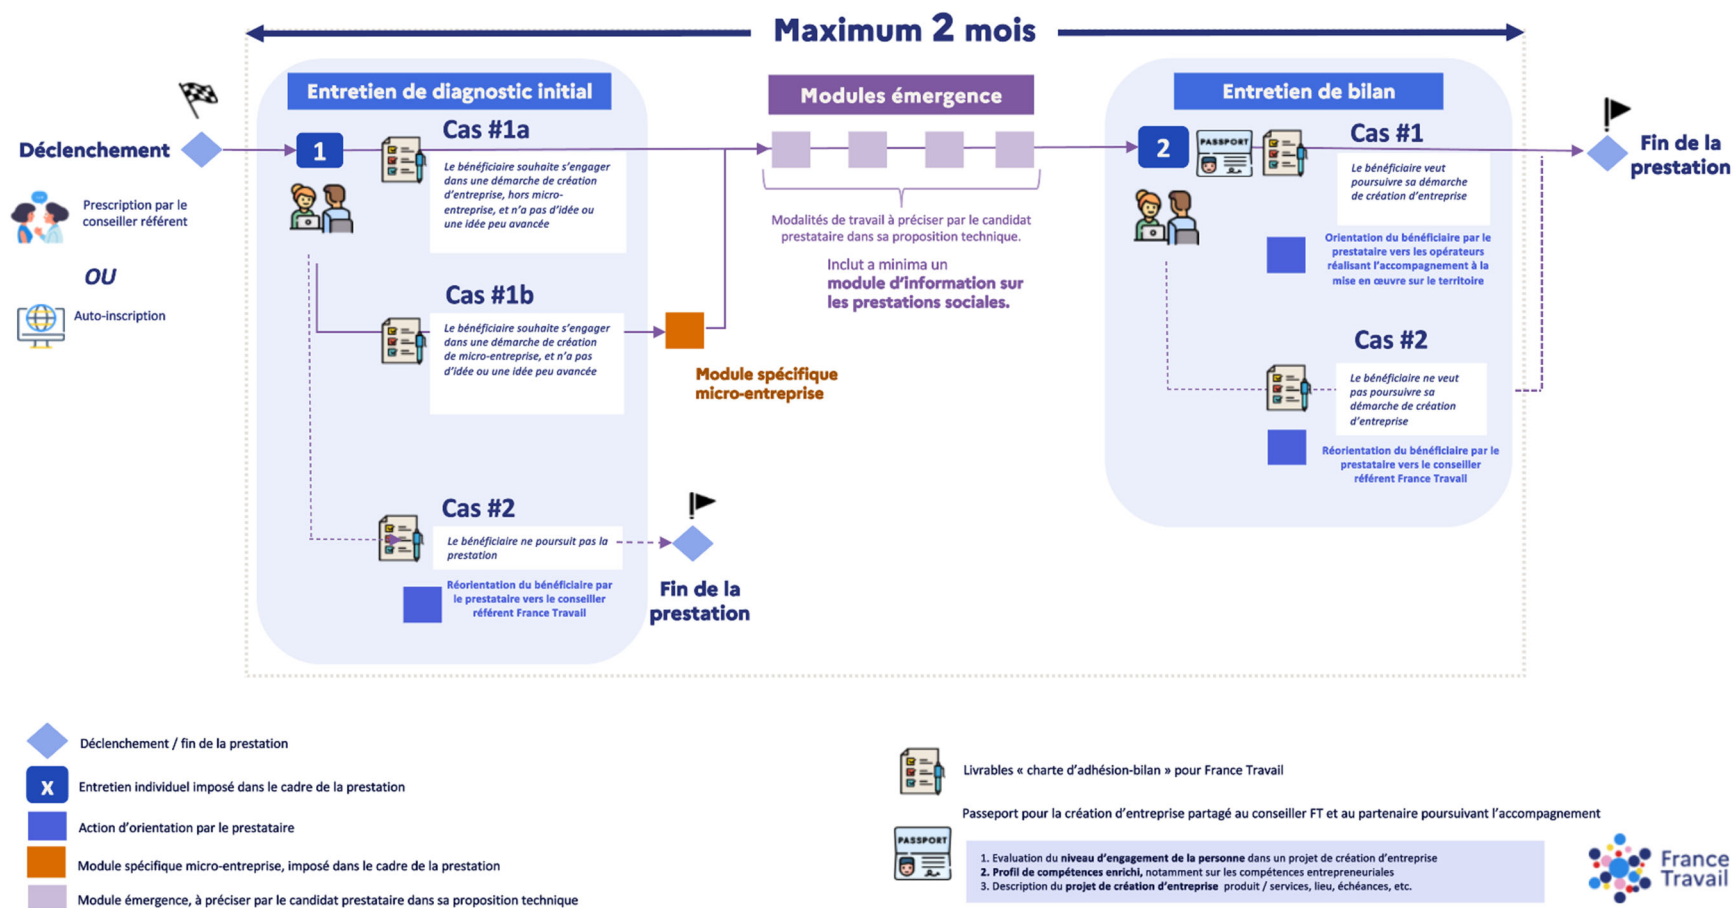 Maximum 2 mois
Entretien de diagnostic initial
Modules émergence
Entretien de bilan
Déclenchement
Prescription par le
conseiller référent
OU
Auto-inscription
1
Cas #1a
Le bénéficiaire souhaite s'engager
dans une démarche de création
d'entreprise, hors micro-
entreprise, et n'a pas d'idée ou
une idée peu avancée
Cas #1b
Le bénéficiaire souhaite s'engager
dans une démarche de création
de micro-entreprise, et n'a pas
d'idée ou une idée peu avancée
Module spécifique
micro-entreprise
Cas #2
Le bénéficiaire ne poursuit pas la
prestation
Réorientation du bénéficiaire par
le prestataire vers le conseiller
référent France Travail
Fin de la
prestation
Modalités de travail à préciser par le candidat
prestataire dans sa proposition technique.
Inclut a minima un
module d'information sur
les prestations sociales.
2
PASSPORT
Cas #1
Le bénéficiaire veut
poursuivre sa démarche
de création d'entreprise
Orientation du bénéficiaire par le
prestataire vers les opérateurs
réalisant l'accompagnement à la
mise en œuvre sur le territoire
Cas #2
Le bénéficiaire ne veut
pas poursuivre sa
démarche de création
d'entreprise
Réorientation du bénéficiaire par le
prestataire vers le conseiller
référent France Travail
Fin de la
prestation
Déclenchement / fin de la prestation
X
Entretien individuel imposé dans le cadre de la prestation
Action d'orientation par le prestataire
Module spécifique micro-entreprise, imposé dans le cadre de la prestation
Module émergence, à préciser par le candidat prestataire dans sa proposition technique
Livrables « charte d'adhésion-bilan » pour France Travail
Passeport pour la création d'entreprise partagé au conseiller FT et au partenaire poursuivant l'accompagnement
PASSPORT
1. Evaluation du niveau d'engagement de la personne dans un projet de création d'entreprise
2. Profil de compétences enrichi, notamment sur les compétences entrepreneuriales
3. Description du projet de création d'entreprise produit / services, lieu, échéances, etc.
France
Travail